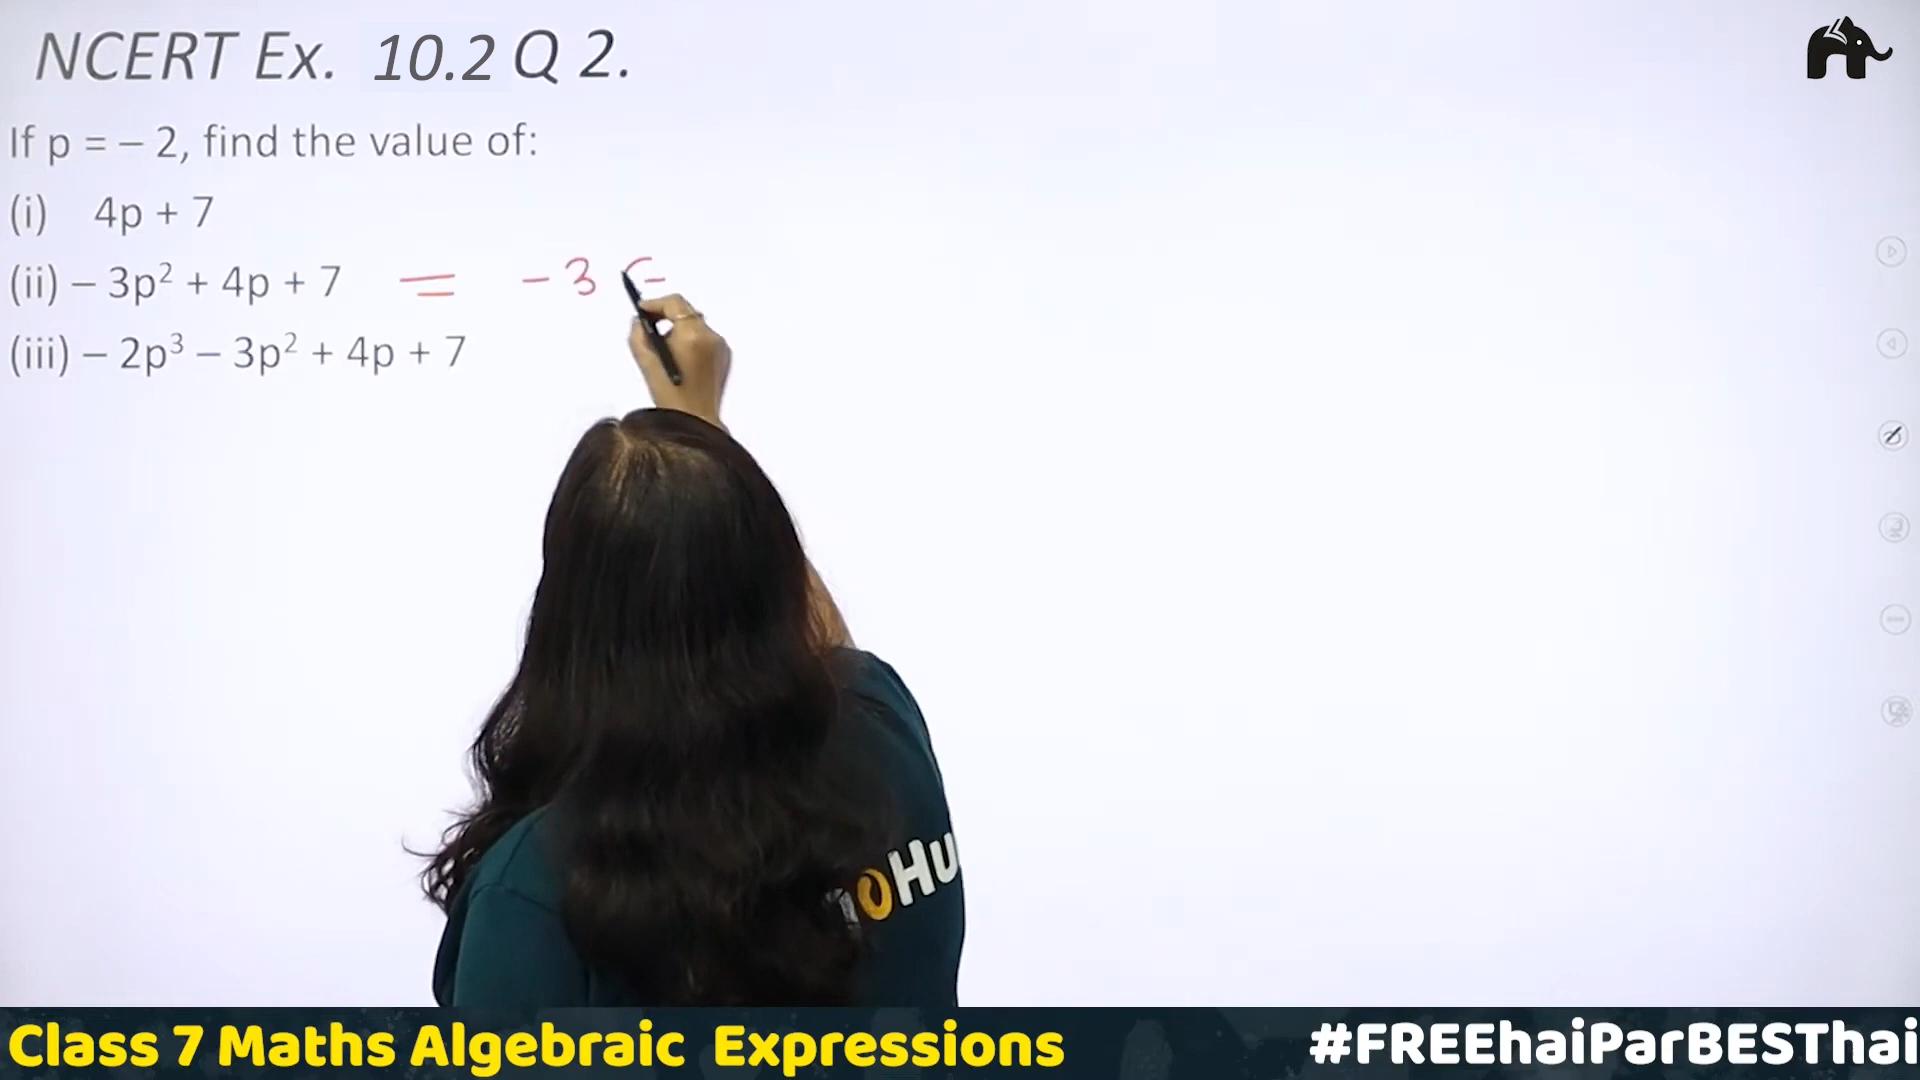 NCERT Ex. 10.2 Q 2.
If p = – 2, find the value of:
(i) 4p + 7
(ii) – 3p² + 4p + 7 = - 3 (-
(iii) – 2p³ – 3p² + 4p + 7
oHu
Class 7 Maths Algebraic Expressions
#FREEhaiParBESThai